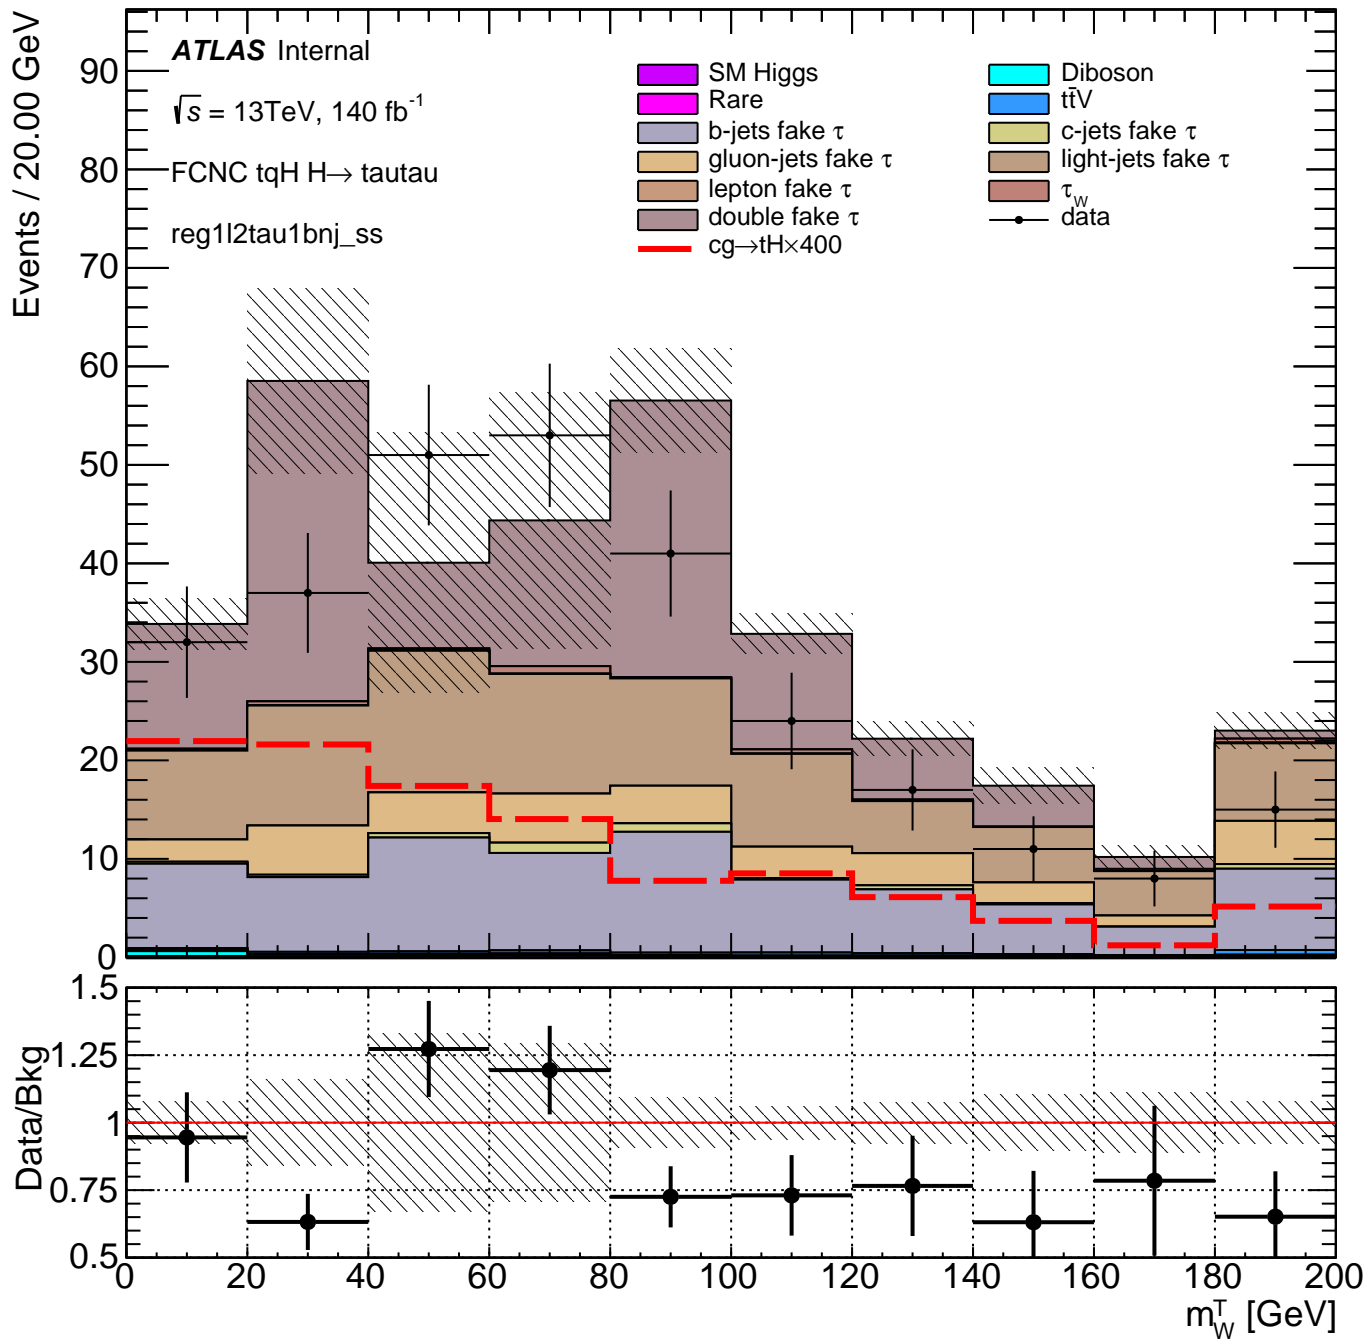 Events / 20.00 GeV
90
80
70
60
50
40
30
20
10
0
ATLAS Internal
√s = 13TeV, 140 fb⁻¹
FCNC tqH H→ tautau
reg1l2tau1bnj_ss
SM Higgs
Diboson
Rare
tt̄V
b-jets fake τ
c-jets fake τ
gluon-jets fake τ
light-jets fake τ
lepton fake τ
τ_W
double fake τ
data
cg→tH×400
Data/Bkg
1.5
1.25
1
0.75
0.5
0 20 40 60 80 100 120 140 160 180 200
m_W^T [GeV]